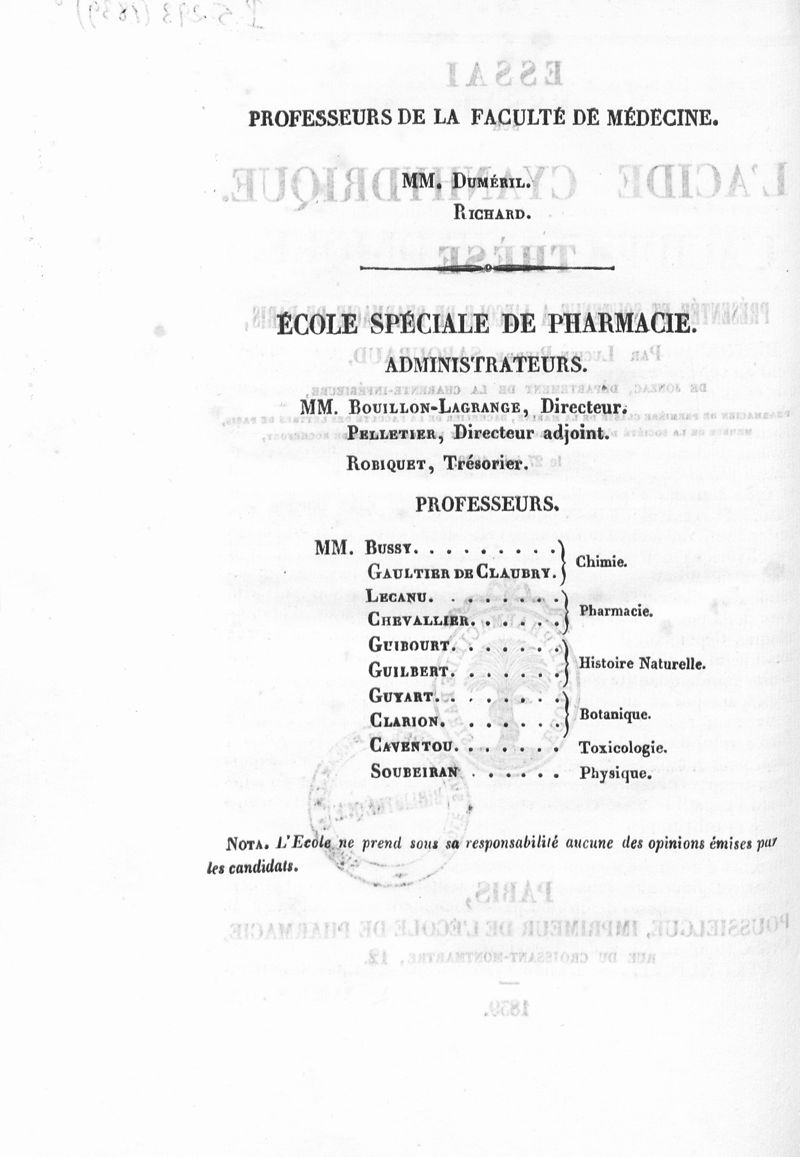 PROFESSEURS DE LA FACULTÉ DE MÉDECINE.
MM. DUMÉRIL.
RICHARD.
ÉCOLE SPÉCIALE DE PHARMACIE.
ADMINISTRATEURS.
MM. BOUILLON-LAGRANGE, Directeur.
PELLETIER, Directeur adjoint.
ROBIQUET, Trésorier.
PROFESSEURS.
MM. BUSSY. . . . . . . . . .
GAULTIER DE CLAUBRY. } Chimie.
LECANU. . . . . . . .
CHEVALLIER. . . . . . } Pharmacie.
GUIBOURT. . . . . . .
GUILBERT. . . . . . . } Histoire Naturelle.
GUYART. . . . . . . .
CLARION. . . . . . . } Botanique.
CAVENTOU. . . . . . . Toxicologie.
SOUBEIRAN . . . . . . Physique.
NOTA. L'Ecole ne prend sous sa responsabilité aucune des opinions émises par
les candidats.